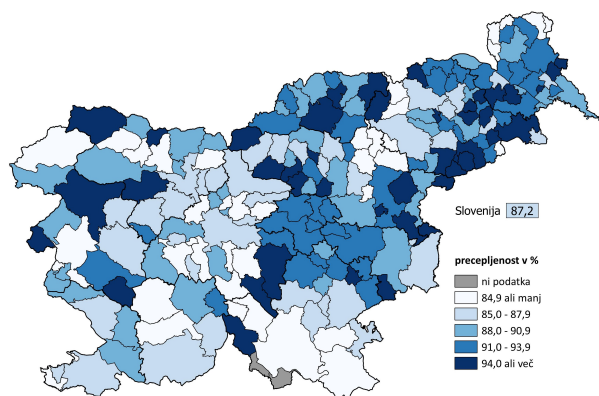 Slovenija 87,2
precepljenost v %
ni podatka
84,9 ali manj
85,0 - 87,9
88,0 - 90,9
91,0 - 93,9
94,0 ali več